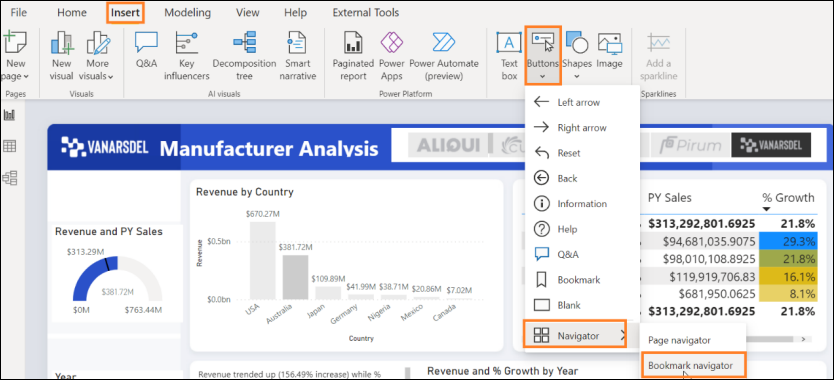 File Home Insert Modeling View Help External Tools
New page Pages
New visual More visuals Visuals
Q&A Key influencers Decomposition tree Smart narrative AI visuals
Paginated report Power Apps Power Automate (preview) Power Platform
Text box Buttons Shapes Image
Add a sparkline Sparklines
Left arrow
Right arrow
Reset
Back
Information
Help
Q&A
Bookmark
Blank
Navigator
Page navigator
Bookmark navigator
VANARSDEL Manufacturer Analysis
ALIQUI Pirum VANARSDEL
Revenue and PY Sales
$313.29M
$381.72M
$0M $763.44M
Year
Revenue by Country
Revenue
$0.5bn
$0.0bn
$670.27M
$381.72M
$109.89M
$41.99M
$38.71M
$20.86M
$7.02M
USA
Australia
Japan
Germany
Nigeria
Mexico
Canada
Country
PY Sales % Growth
$313,292,801.6925 21.8%
$94,681,035.9075 29.3%
$98,010,108.8925 21.8%
$119,919,706.83 16.1%
$681,950.0625 8.1%
$313,292,801.6925 21.8%
Revenue trended up (156.49% increase) while %
Revenue and % Growth by Year